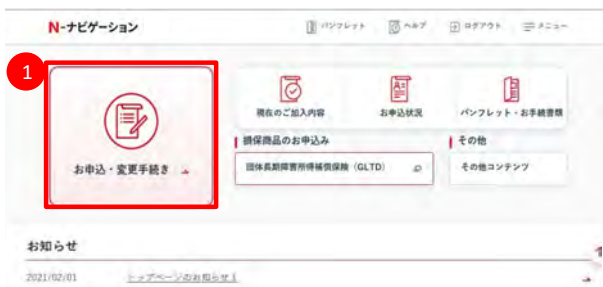 N-ナビゲーション
パンフレット ヘルプ ログアウト メニュー
1
現在のご加入内容 お申込状況 パンフレット・お手続書類
お申込・変更手続き
損保商品のお申込み その他
団体長期障害所得補償保険（GLTD） その他コンテンツ
お知らせ
2021/02/01 トップページのお知らせ１